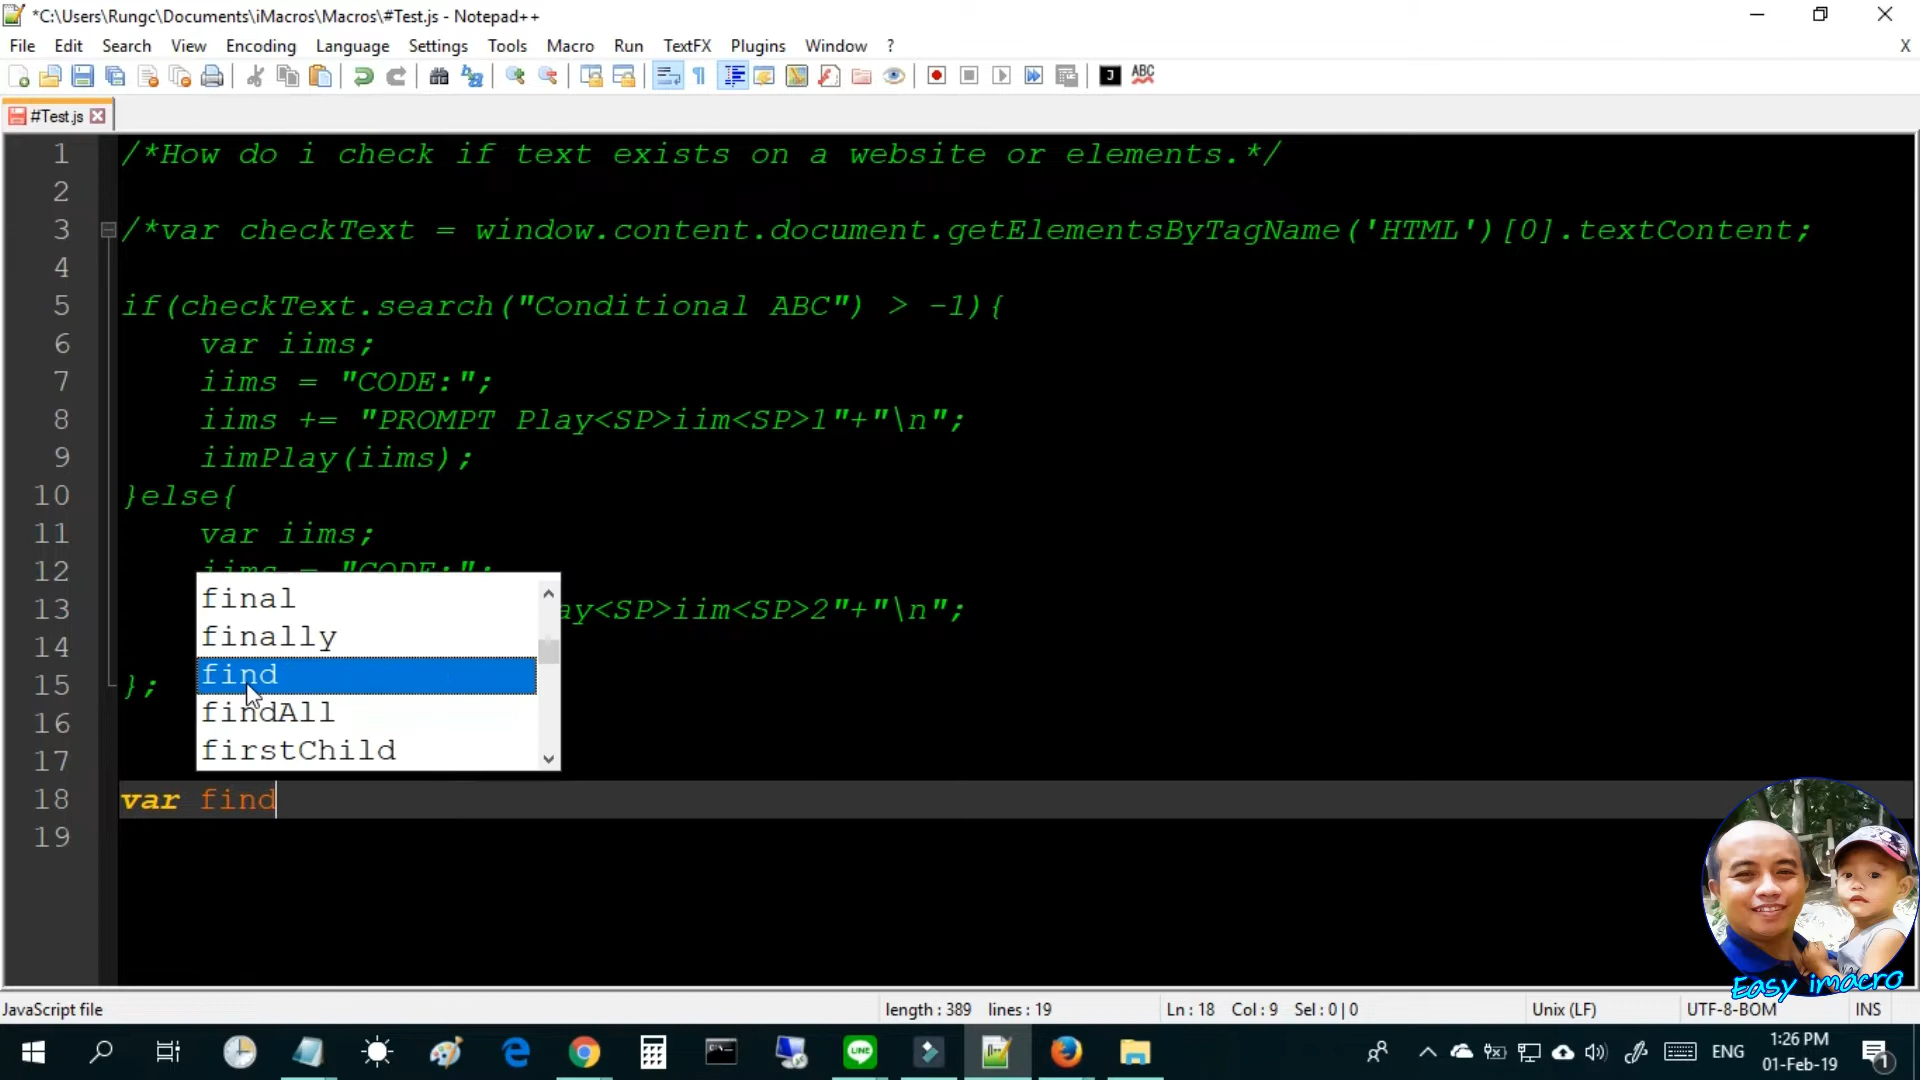 *C:\Users\Rungc\Documents\iMacros\Macros\#Test.js - Notepad++
File Edit Search View Encoding Language Settings Tools Macro Run TextFX Plugins Window ? X
ABC
#Test.js
1 /*How do i check if text exists on a website or elements.*/
2
3 /*var checkText = window.content.document.getElementsByTagName('HTML')[0].textContent;
4
5 if(checkText.search("Conditional ABC") > -1){
6 var iims;
7 iims = "CODE:";
8 iims += "PROMPT Play<SP>iim<SP>1"+"\n";
9 iimPlay(iims);
10 }else{
11 var iims;
12 iims = "CODE:";
final
13 ay<SP>iim<SP>2"+"\n";
finally
14
find
15 };
findAll
16
firstChild
17
18 var find
19
Easy imacro
JavaScript file length : 389 lines : 19 Ln : 18 Col : 9 Sel : 0 | 0 Unix (LF) UTF-8-BOM INS
LINE
ENG
1:26 PM
01-Feb-19
1